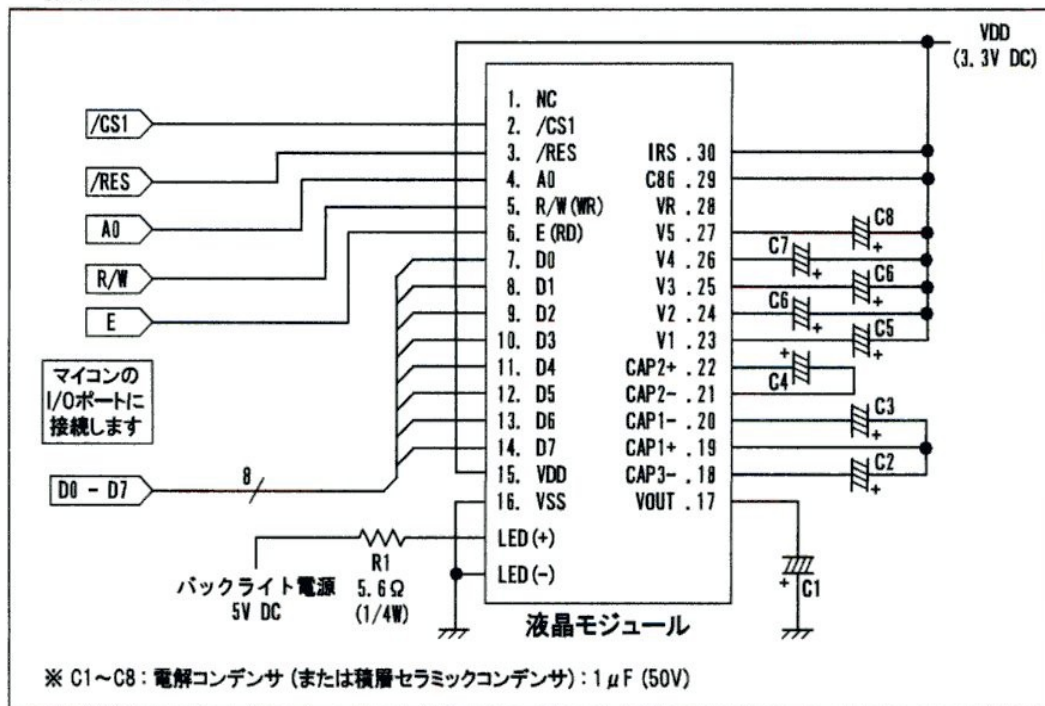 VDD
(3.3V DC)
1. NC
2. /CS1
3. /RES
4. A0
5. R/W(WR)
6. E(RD)
7. D0
8. D1
9. D2
10. D3
11. D4
12. D5
13. D6
14. D7
15. VDD
16. VSS
LED(+)
LED(-)
IRS .30
C86 .29
VR .28
V5 .27
V4 .26
V3 .25
V2 .24
V1 .23
CAP2+ .22
CAP2- .21
CAP1- .20
CAP1+ .19
CAP3- .18
VOUT .17
/CS1
/RES
A0
R/W
E
マイコンの
I/Oポートに
接続します
D0 - D7
8
C8
+
C7
+
C6
+
C6
+
C5
+
+
C4
C3
+
C2
+
+
C1
R1
5.6Ω
(1/4W)
バックライト電源
5V DC
液晶モジュール
※ C1～C8：電解コンデンサ (または積層セラミックコンデンサ)：1μF (50V)